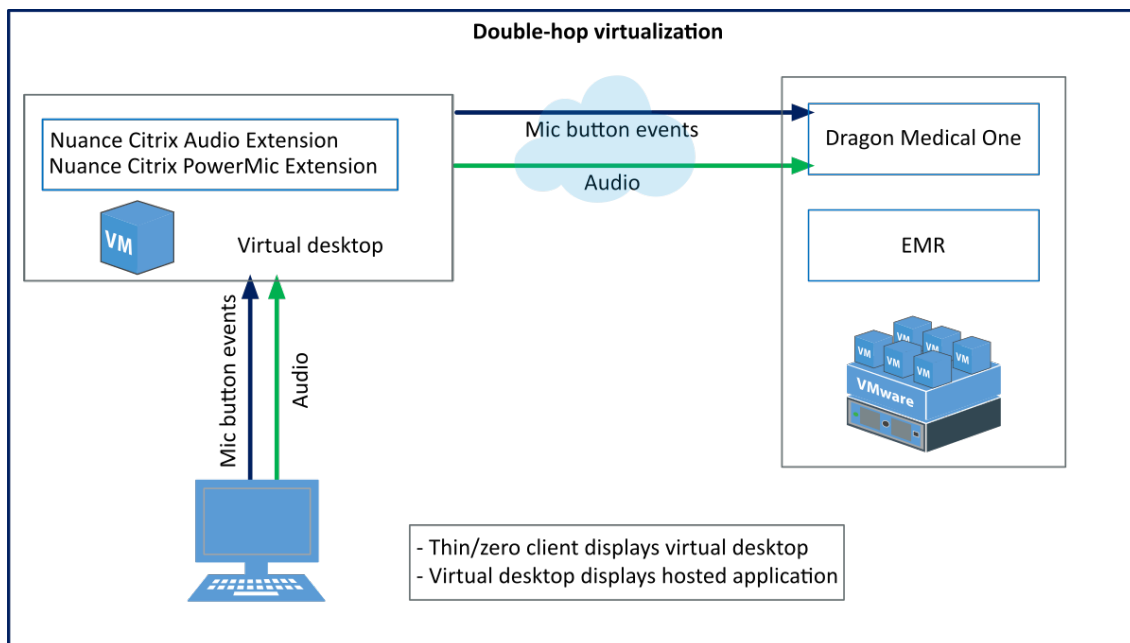 Double-hop virtualization
Nuance Citrix Audio Extension
Nuance Citrix PowerMic Extension
VM
Virtual desktop
Mic button events
Audio
Mic button events
Audio
Dragon Medical One
EMR
VM
VM
VM
VM
VM
VM
VMware
- Thin/zero client displays virtual desktop
- Virtual desktop displays hosted application